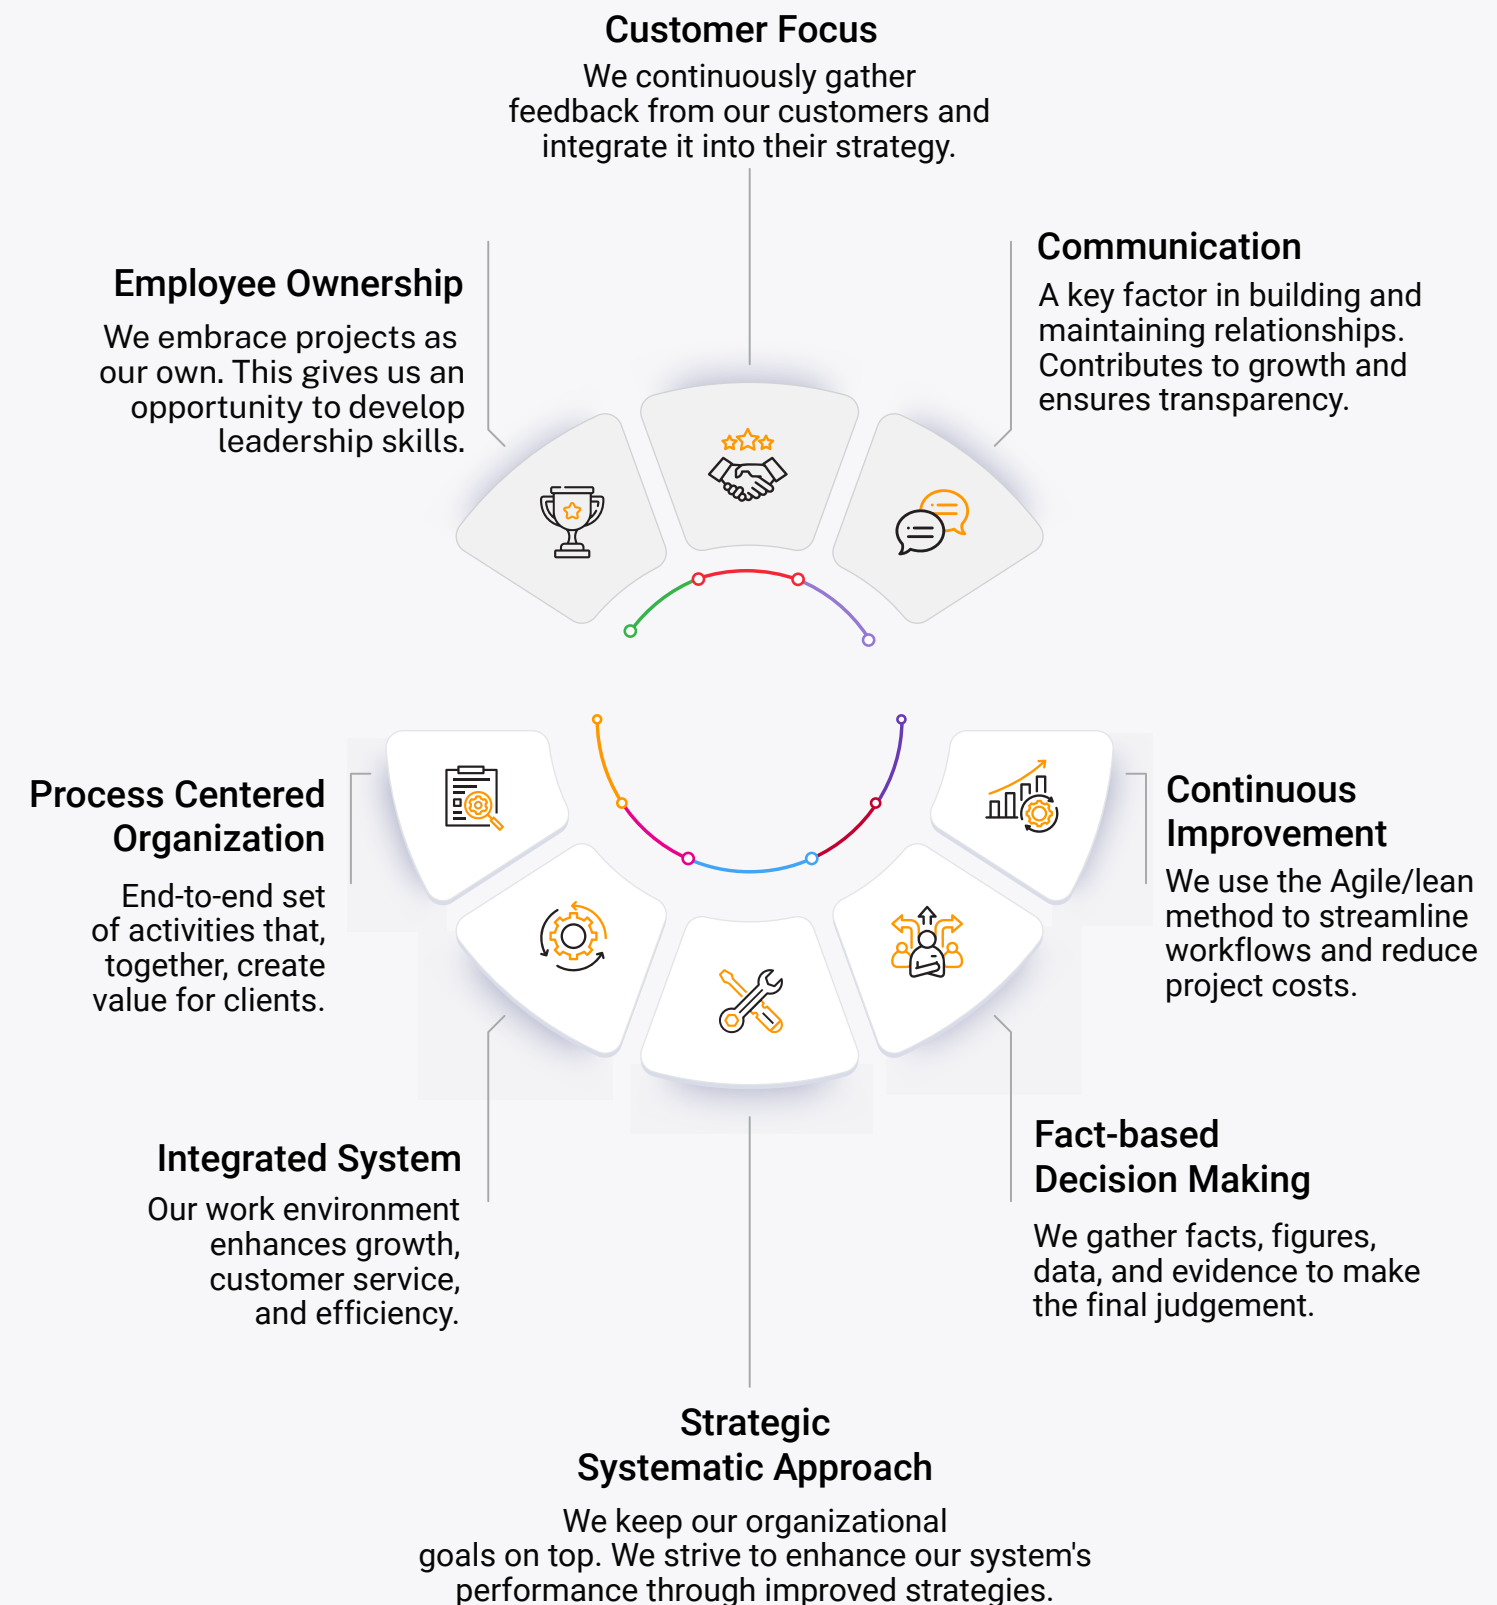 Customer Focus
We continuously gather
feedback from our customers and
integrate it into their strategy.
Employee Ownership
We embrace projects as
our own. This gives us an
opportunity to develop
leadership skills.
Communication
A key factor in building and
maintaining relationships.
Contributes to growth and
ensures transparency.
Process Centered
Organization
End-to-end set
of activities that,
together, create
value for clients.
Continuous
Improvement
We use the Agile/lean
method to streamline
workflows and reduce
project costs.
Integrated System
Our work environment
enhances growth,
customer service,
and efficiency.
Fact-based
Decision Making
We gather facts, figures,
data, and evidence to make
the final judgement.
Strategic
Systematic Approach
We keep our organizational
goals on top. We strive to enhance our system's
performance through improved strategies.